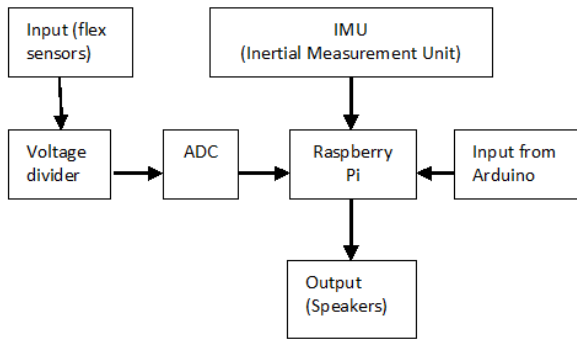 Input (flex
sensors)
IMU
(Inertial Measurement Unit)
Voltage
divider
ADC
Raspberry
Pi
Input from
Arduino
Output
(Speakers)